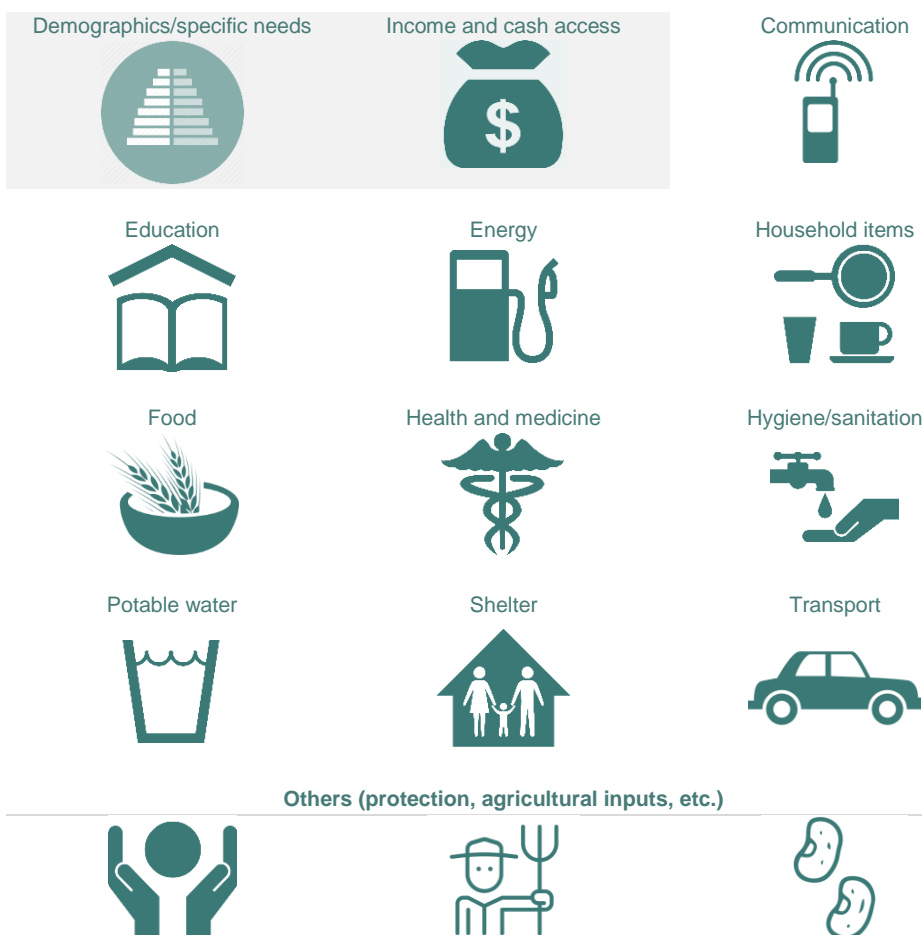 Demographics/specific needs Income and cash access Communication
$
Education Energy Household items
Food Health and medicine Hygiene/sanitation
Potable water Shelter Transport
Others (protection, agricultural inputs, etc.)